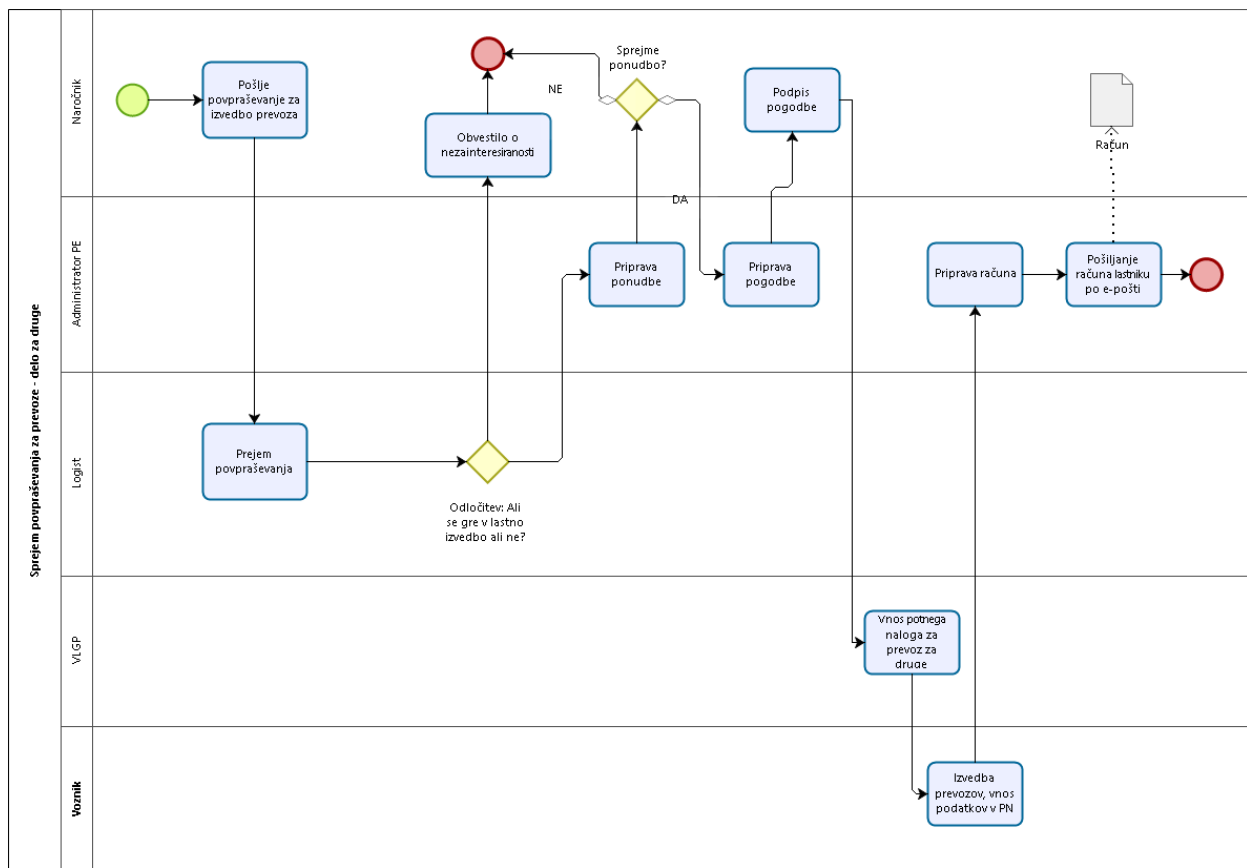 Sprejem povpraševanja za prevoze - delo za druge
Naročnik
Pošlje
povpraševanje za
izvedbo prevoza
Obvestilo o
nezainteresiranosti
NE
Sprejme
ponudbo?
Podpis
pogodbe
Račun
DA
Administrator PE
Priprava
ponudbe
Priprava
pogodbe
Priprava računa
Pošiljanje
računa lastniku
po e-pošti
Logist
Prejem
povpraševanja
Odločitev: Ali
se gre v lastno
izvedbo ali ne?
VLGP
Vnos potnega
naloga za
prevoz za
druge
Voznik
Izvedba
prevozov, vnos
podatkov v PN